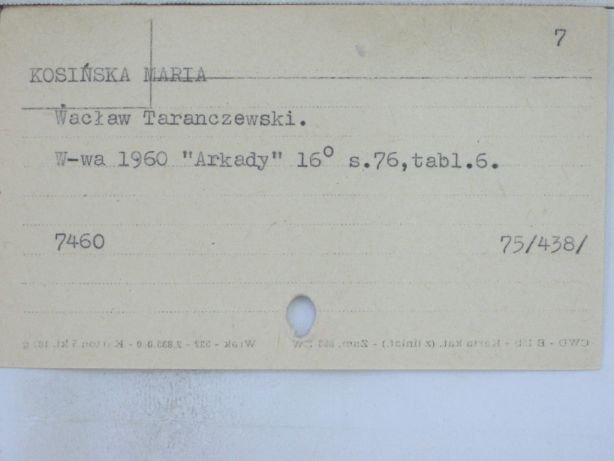 7
KOSIŃSKA MARIA
Wacław Taranczewski.
W-wa 1960 "Arkady" 16° s.76,tabl.6.
7460 75/438/